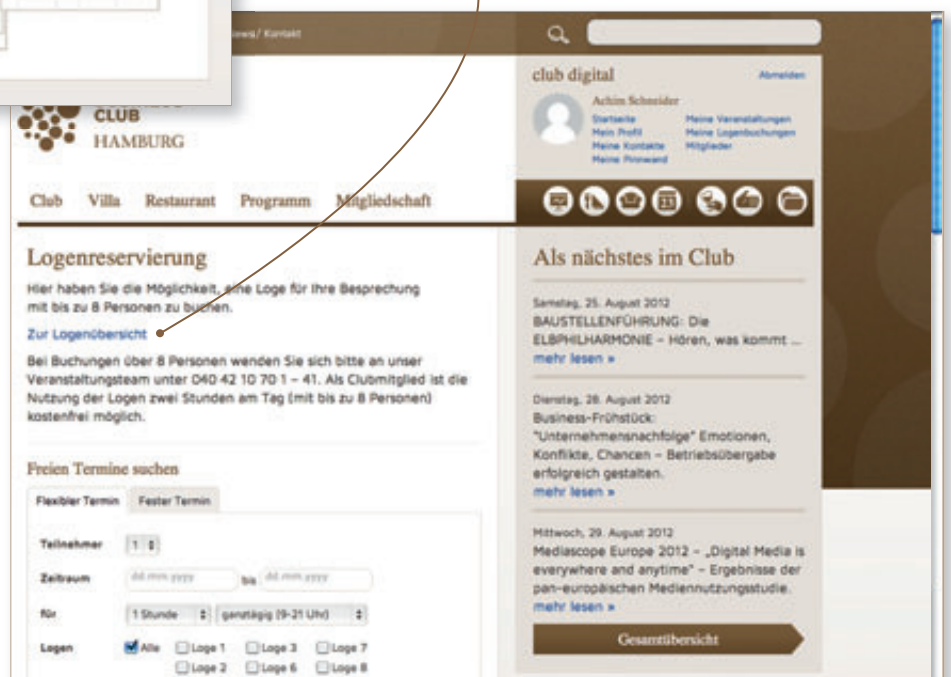 News/ Kontakt
CLUB
HAMBURG
club digital
Abmelden
Achim Schneider
Startseite
Mein Profil
Meine Kontakte
Meine Pinnwand
Meine Veranstaltungen
Meine Logenbuchungen
Mitglieder
Club Villa Restaurant Programm Mitgliedschaft
31
Logenreservierung
Hier haben Sie die Möglichkeit, eine Loge für Ihre Besprechung
mit bis zu 8 Personen zu buchen.
Zur Logenübersicht
Bei Buchungen über 8 Personen wenden Sie sich bitte an unser
Veranstaltungsteam unter 040 42 10 70 1 – 41. Als Clubmitglied ist die
Nutzung der Logen zwei Stunden am Tag (mit bis zu 8 Personen)
kostenfrei möglich.
Freien Termine suchen
Flexibler Termin Fester Termin
Teilnehmer 1
Zeitraum dd.mm.yyyy bis dd.mm.yyyy
für 1 Stunde ganztägig (9-21 Uhr)
Logen Alle Loge 1 Loge 3 Loge 7
Loge 2 Loge 6 Loge 8
Als nächstes im Club
Samstag, 25. August 2012
BAUSTELLENFÜHRUNG: Die
ELBPHILHARMONIE – Hören, was kommt ...
mehr lesen »
Dienstag, 28. August 2012
Business-Frühstück:
"Unternehmensnachfolge" Emotionen,
Konflikte, Chancen – Betriebsübergabe
erfolgreich gestalten.
mehr lesen »
Mittwoch, 29. August 2012
Mediascope Europe 2012 – „Digital Media is
everywhere and anytime" – Ergebnisse der
pan-europäischen Mediennutzungsstudie.
mehr lesen »
Gesamtübersicht